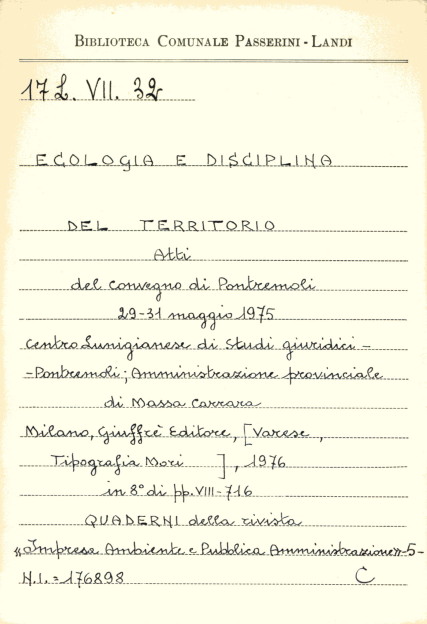 BIBLIOTECA COMUNALE PASSERINI - LANDI
17 L. VII. 32
ECOLOGIA E DISCIPLINA
DEL TERRITORIO
Atti
del convegno di Pontremoli
29-31 maggio 1975
Centro Lunigianese di Studi giuridici -
-Pontremoli; Amministrazione provinciale
di Massa Carrara
Milano, Giuffrè Editore, [Varese,
Tipografia Mori ], 1976
in 8° di pp. VIII-716
QUADERNI della rivista
«Impresa Ambiente e Pubblica Amministrazione» -5-
N.I. = 176898 C